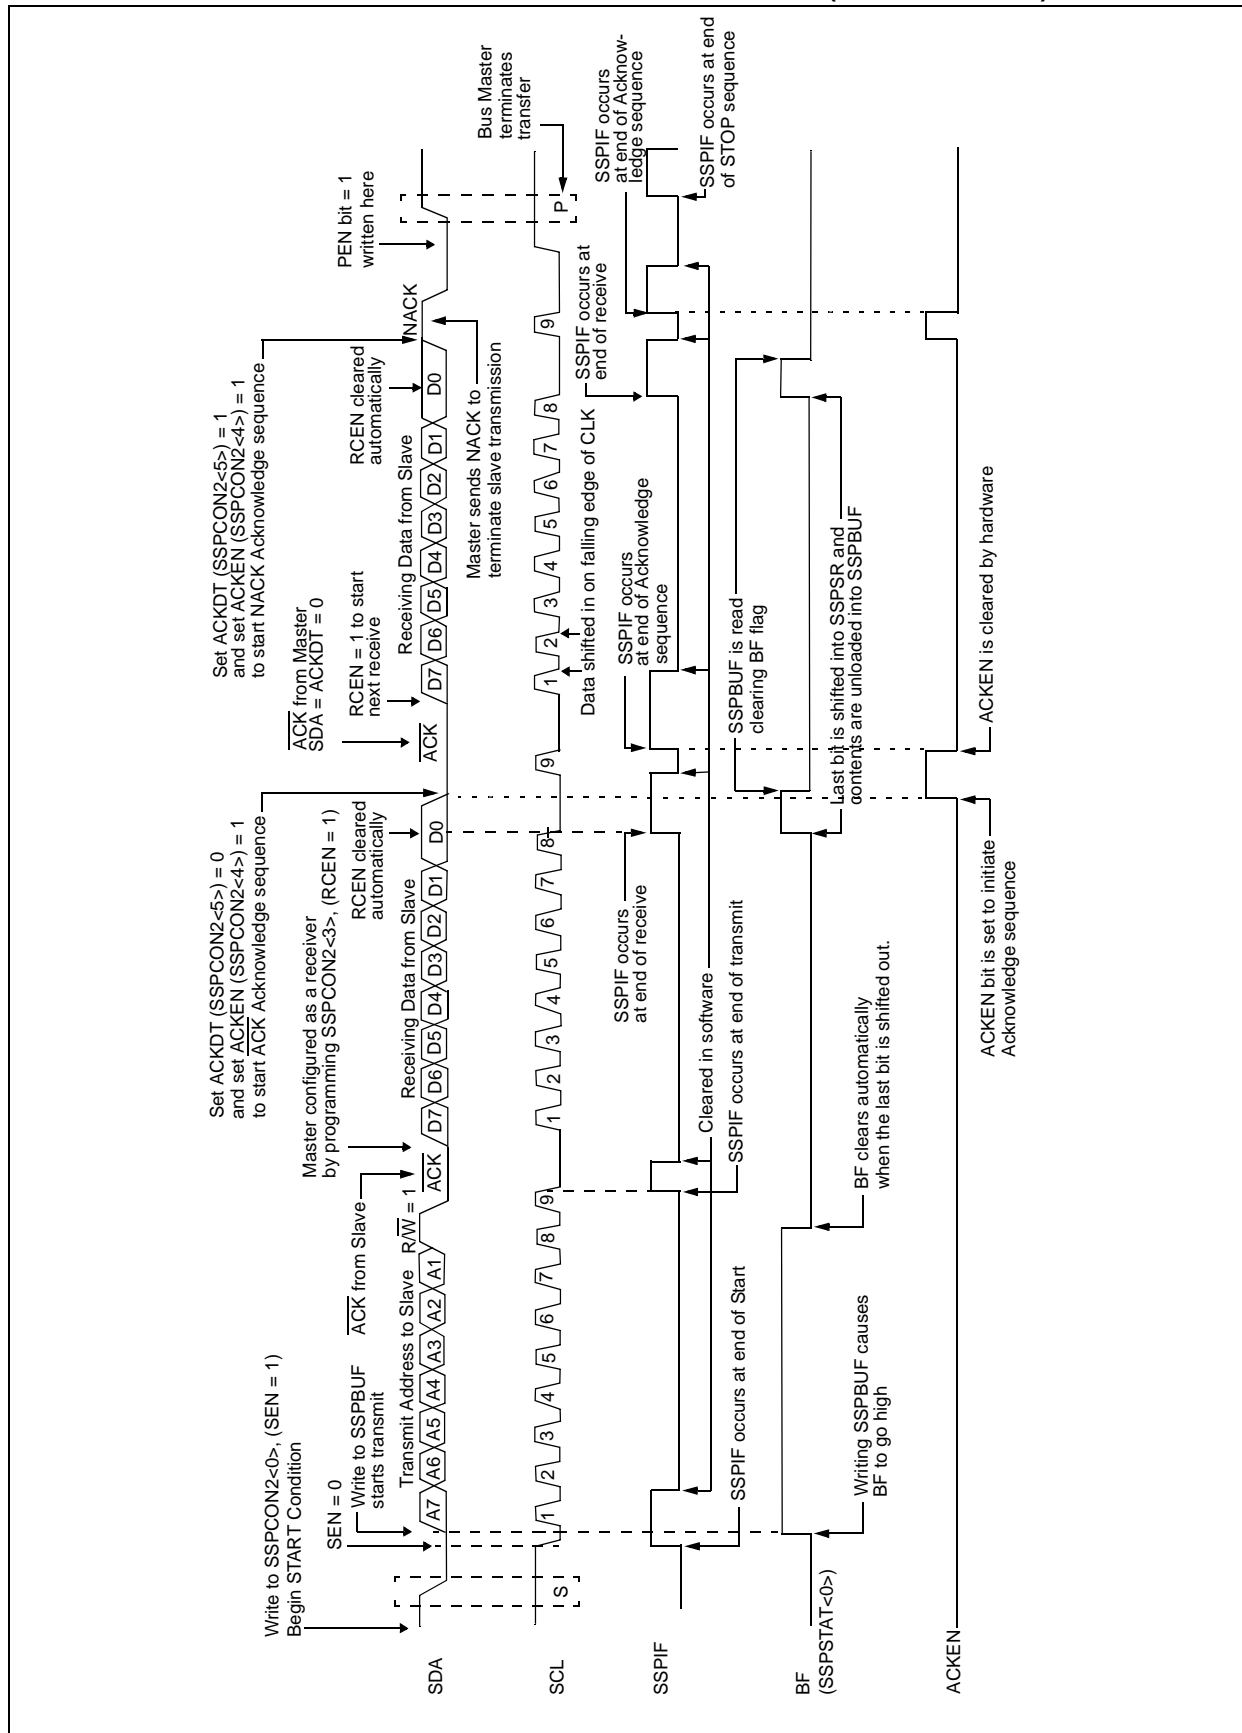 Write to SSPCON2<0>, (SEN = 1)
Begin START Condition
SEN = 0
Write to SSPBUF
starts transmit
ACK from Slave
Master configured as a receiver
by programming SSPCON2<3>, (RCEN = 1)
Set ACKDT (SSPCON2<5>) = 0
and set ACKEN (SSPCON2<4>) = 1
to start ACK Acknowledge sequence
RCEN cleared
automatically
ACK from Master
SDA = ACKDT = 0
RCEN = 1 to start
next receive
Set ACKDT (SSPCON2<5>) = 1
and set ACKEN (SSPCON2<4>) = 1
to start NACK Acknowledge sequence
RCEN cleared
automatically
PEN bit = 1
written here
Transmit Address to Slave
R/W = 1
Receiving Data from Slave
Receiving Data from Slave
SDA
A7 A6 A5 A4 A3 A2 A1
ACK
D7 D6 D5 D4 D3 D2 D1 D0
ACK
D7 D6 D5 D4 D3 D2 D1 D0
NACK
Master sends NACK to
terminate slave transmission
Bus Master
terminates
transfer
SCL
S
1 2 3 4 5 6 7 8 9
1 2 3 4 5 6 7 8 9
1 2 3 4 5 6 7 8 9
P
Data shifted in on falling edge of CLK
SSPIF occurs
at end of receive
SSPIF occurs
at end of Acknowledge
sequence
SSPIF occurs at
end of receive
SSPIF occurs
at end of Acknow-
ledge sequence
SSPIF
SSPIF occurs at end of Start
Cleared in software
SSPIF occurs at end of transmit
SSPIF occurs at end
of STOP sequence
SSPBUF is read
clearing BF flag
BF
(SSPSTAT<0>)
Writing SSPBUF causes
BF to go high
BF clears automatically
when the last bit is shifted out.
Last bit is shifted into SSPSR and
contents are unloaded into SSPBUF
ACKEN
ACKEN bit is set to initiate
Acknowledge sequence
ACKEN is cleared by hardware